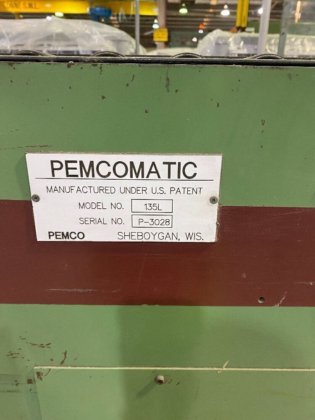 PEMCOMATIC
MANUFACTURED UNDER U.S. PATENT
MODEL NO. 135L
SERIAL NO. P-3028
PEMCO SHEBOYGAN, WIS.